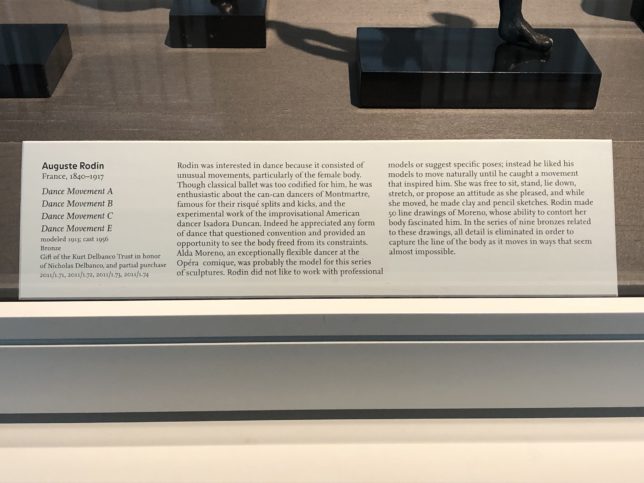 Auguste Rodin
France, 1840–1917
Dance Movement A
Dance Movement B
Dance Movement C
Dance Movement E
modeled 1913; cast 1956
Bronze
Gift of the Kurt Delbanco Trust in honor
of Nicholas Delbanco, and partial purchase
2011/1.71, 2011/1.72, 2011/1.73, 2011/1.74
Rodin was interested in dance because it consisted of
unusual movements, particularly of the female body.
Though classical ballet was too codified for him, he was
enthusiastic about the can-can dancers of Montmartre,
famous for their risqué splits and kicks, and the
experimental work of the improvisational American
dancer Isadora Duncan. Indeed he appreciated any form
of dance that questioned convention and provided an
opportunity to see the body freed from its constraints.
Alda Moreno, an exceptionally flexible dancer at the
Opéra comique, was probably the model for this series
of sculptures. Rodin did not like to work with professional
models or suggest specific poses; instead he liked his
models to move naturally until he caught a movement
that inspired him. She was free to sit, stand, lie down,
stretch, or propose an attitude as she pleased, and while
she moved, he made clay and pencil sketches. Rodin made
50 line drawings of Moreno, whose ability to contort her
body fascinated him. In the series of nine bronzes related
to these drawings, all detail is eliminated in order to
capture the line of the body as it moves in ways that seem
almost impossible.